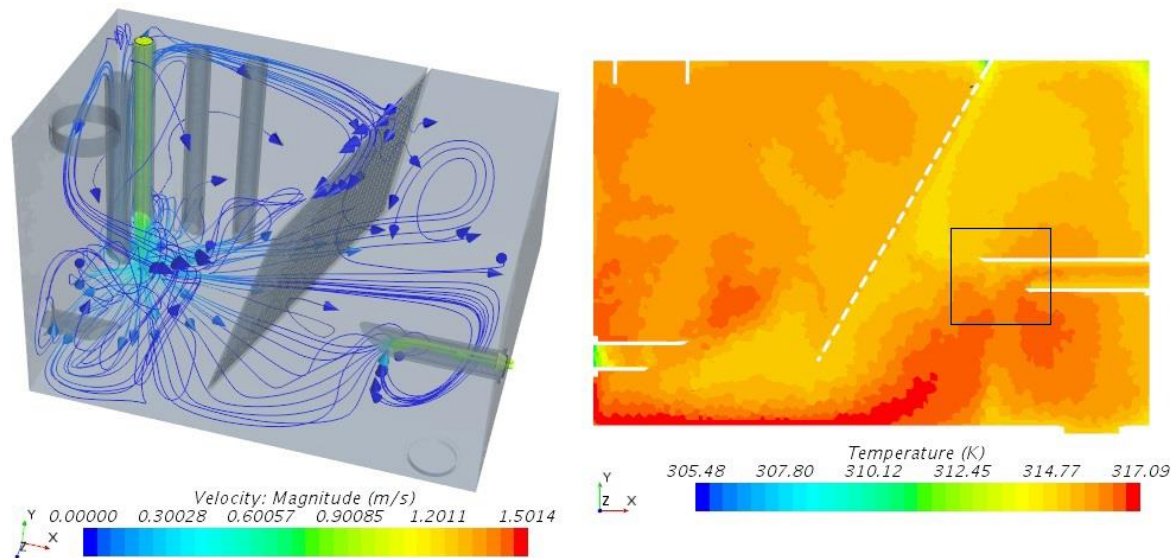 Velocity: Magnitude (m/s)
0.00000 0.30028 0.60057 0.90085 1.2011 1.5014
Y
Z X
Temperature (K)
305.48 307.80 310.12 312.45 314.77 317.09
Y
Z X